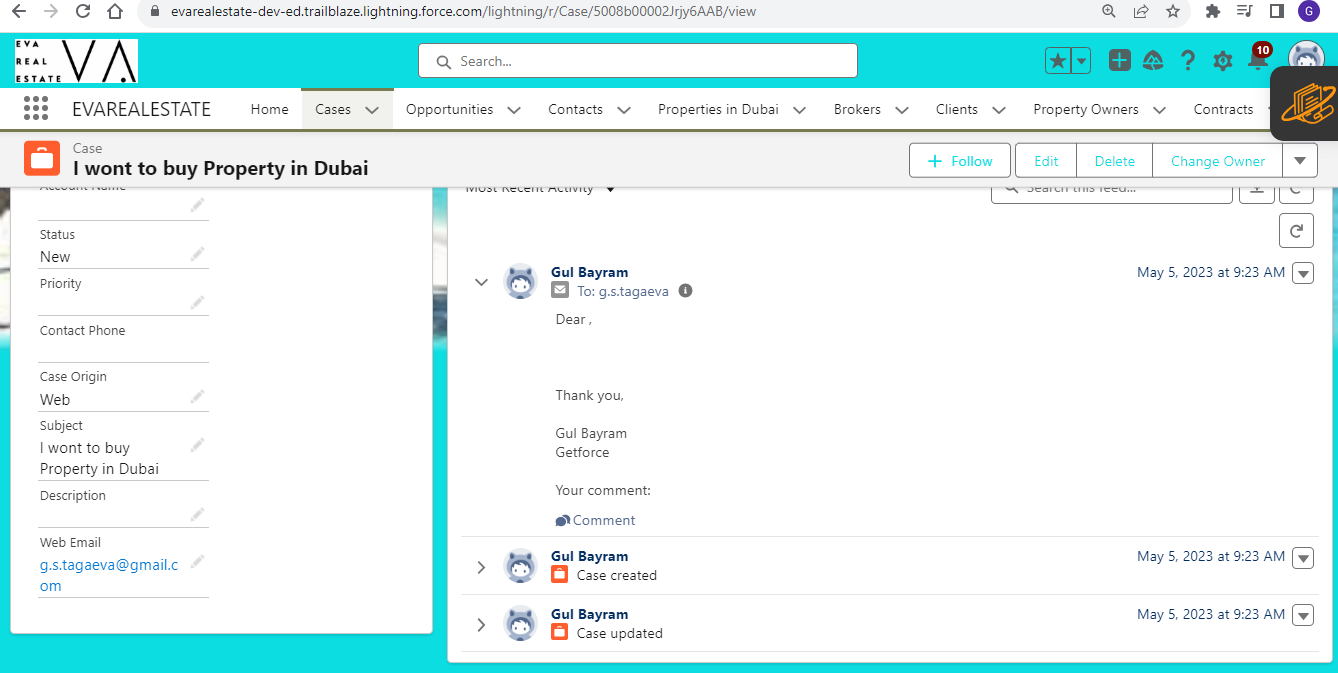 evarealestate-dev-ed.trailblaze.lightning.force.com/lightning/r/Case/5008b00002Jrjy6AAB/view
G
EVA
REAL
ESTATE
VA
Search...
10
EVAREALESTATE
Home
Cases
Opportunities
Contacts
Properties in Dubai
Brokers
Clients
Property Owners
Contracts
Case
I wont to buy Property in Dubai
Follow
Edit
Delete
Change Owner
Account Name
Status
New
Priority
Contact Phone
Case Origin
Web
Subject
I wont to buy
Property in Dubai
Description
Web Email
g.s.tagaeva@gmail.c
om
Most Recent Activity
Search this feed...
Gul Bayram
May 5, 2023 at 9:23 AM
To: g.s.tagaeva
Dear ,
Thank you,
Gul Bayram
Getforce
Your comment:
Comment
Gul Bayram
May 5, 2023 at 9:23 AM
Case created
Gul Bayram
May 5, 2023 at 9:23 AM
Case updated